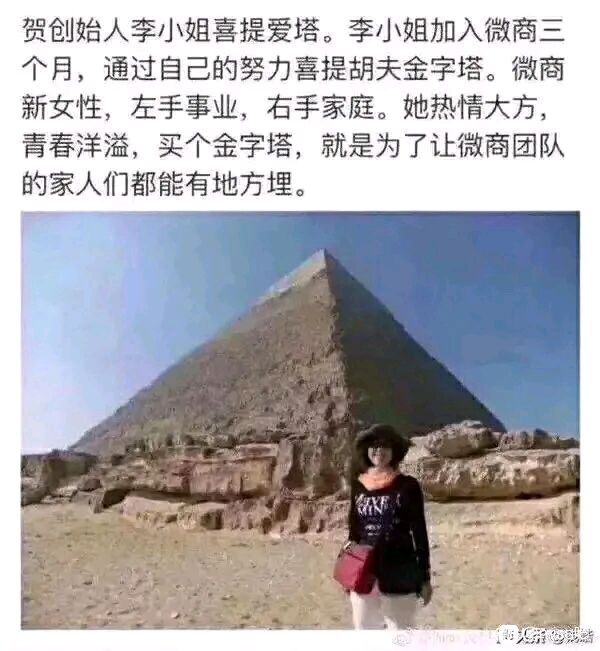 贺创始人李小姐喜提爱塔。李小姐加入微商三
个月，通过自己的努力喜提胡夫金字塔。微商
新女性，左手事业，右手家庭。她热情大方，
青春洋溢，买个金字塔，就是为了让微商团队
的家人们都能有地方埋。